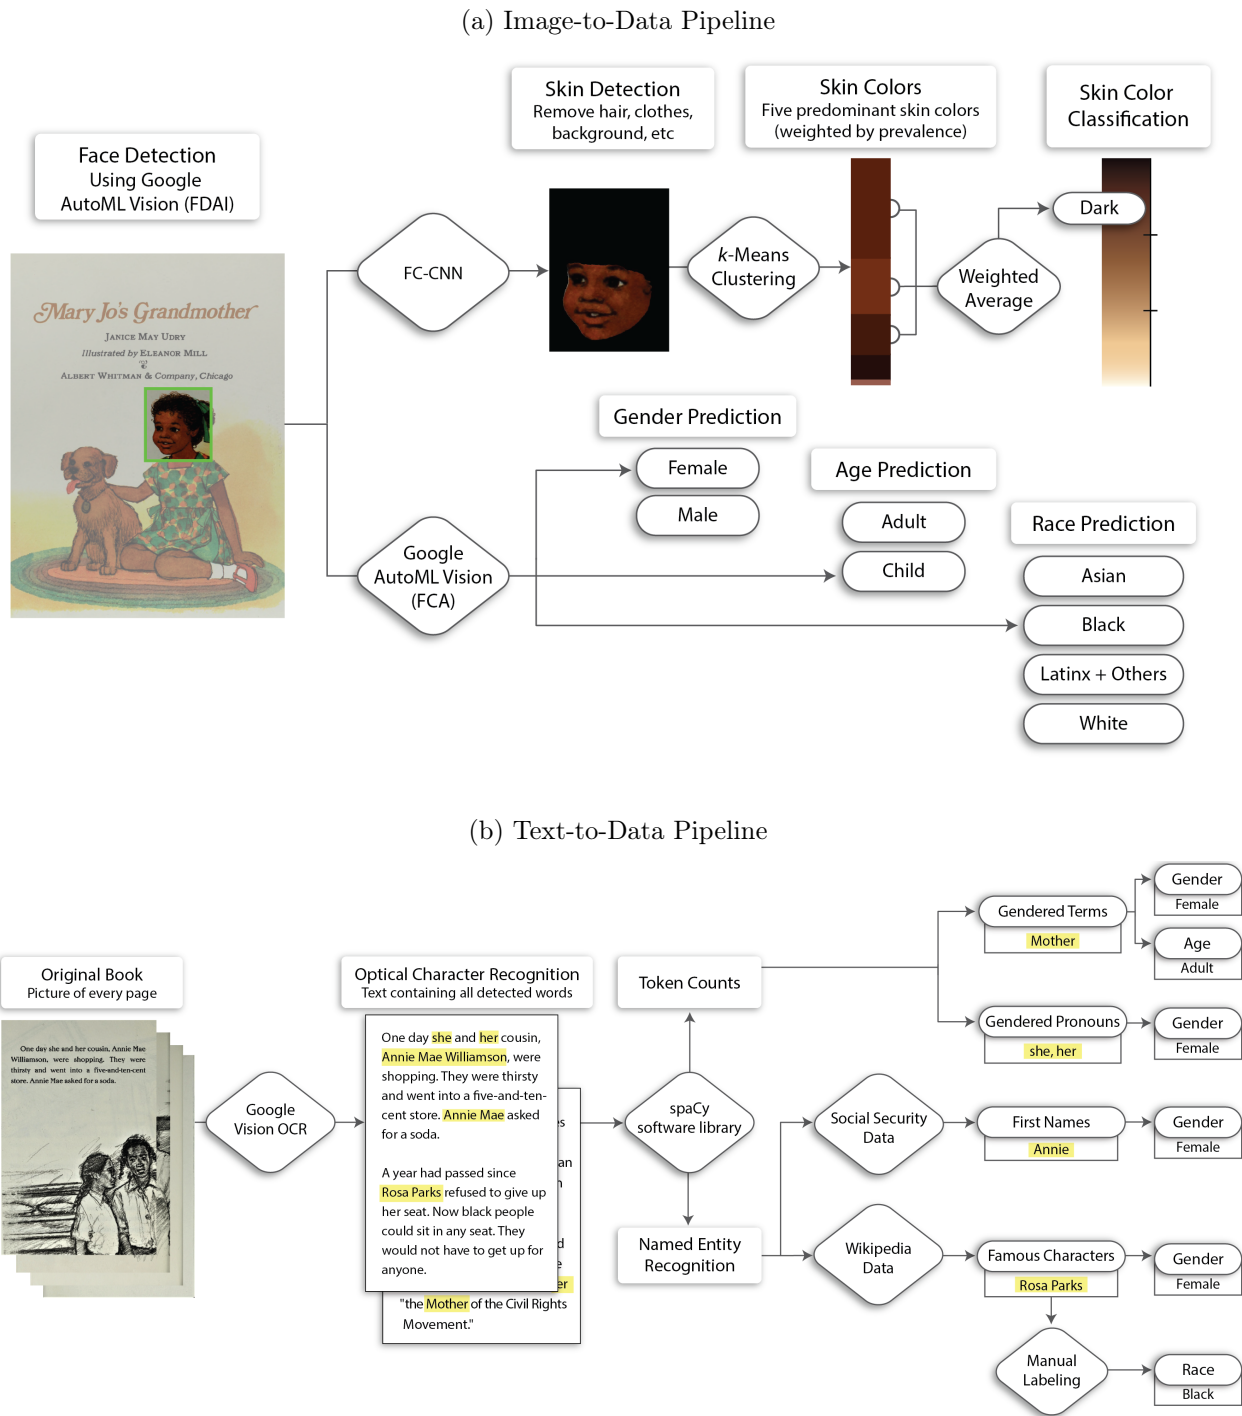 (a) Image-to-Data Pipeline
Face Detection
Using Google
AutoML Vision (FDAI)
Skin Detection
Remove hair, clothes,
background, etc
Skin Colors
Five predominant skin colors
(weighted by prevalence)
Skin Color
Classification
Mary Jo's Grandmother
JANICE MAY UDRY
Illustrated by ELEANOR MILL
ALBERT WHITMAN & Company, Chicago
FC-CNN
k-Means
Clustering
Weighted
Average
Dark
Google
AutoML Vision
(FCA)
Gender Prediction
Female
Male
Age Prediction
Adult
Child
Race Prediction
Asian
Black
Latinx + Others
White
(b) Text-to-Data Pipeline
Original Book
Picture of every page
One day she and her cousin, Annie Mae
Williamson, were shopping. They were
thirsty and went into a five-and-ten-cent
store. Annie Mae asked for a soda.
Google
Vision OCR
Optical Character Recognition
Text containing all detected words
One day she and her cousin,
Annie Mae Williamson, were
shopping. They were thirsty
and went into a five-and-ten-
cent store. Annie Mae asked
for a soda.
A year had passed since
Rosa Parks refused to give up
her seat. Now black people
could sit in any seat. They
would not have to get up for
anyone.
es
an
n
d
e
er
"the Mother of the Civil Rights
Movement."
spaCy
software library
Token Counts
Gendered Terms
Mother
Gender
Female
Age
Adult
Gendered Pronouns
she, her
Gender
Female
Named Entity
Recognition
Social Security
Data
First Names
Annie
Gender
Female
Wikipedia
Data
Famous Characters
Rosa Parks
Gender
Female
Manual
Labeling
Race
Black